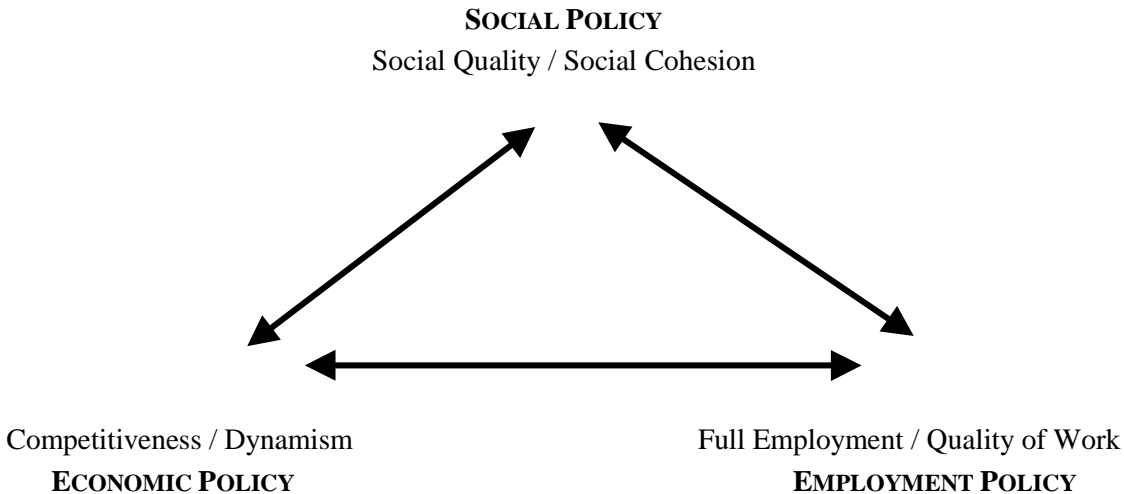 SOCIAL POLICY
Social Quality / Social Cohesion
Competitiveness / Dynamism
ECONOMIC POLICY
Full Employment / Quality of Work
EMPLOYMENT POLICY